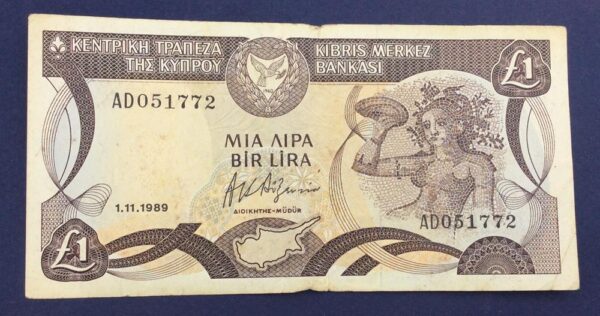 ΚΕΝΤΡΙΚΗ ΤΡΑΠΕΖΑ
ΤΗΣ ΚΥΠΡΟΥ
KIBRIS MERKEZ
BANKASI
£1
AD051772
ΜΙΑ ΛΙΡΑ
BİR LİRA
1.11.1989
ΔΙΟΙΚΗΤΗΣ-MÜDÜR
AD051772
£1